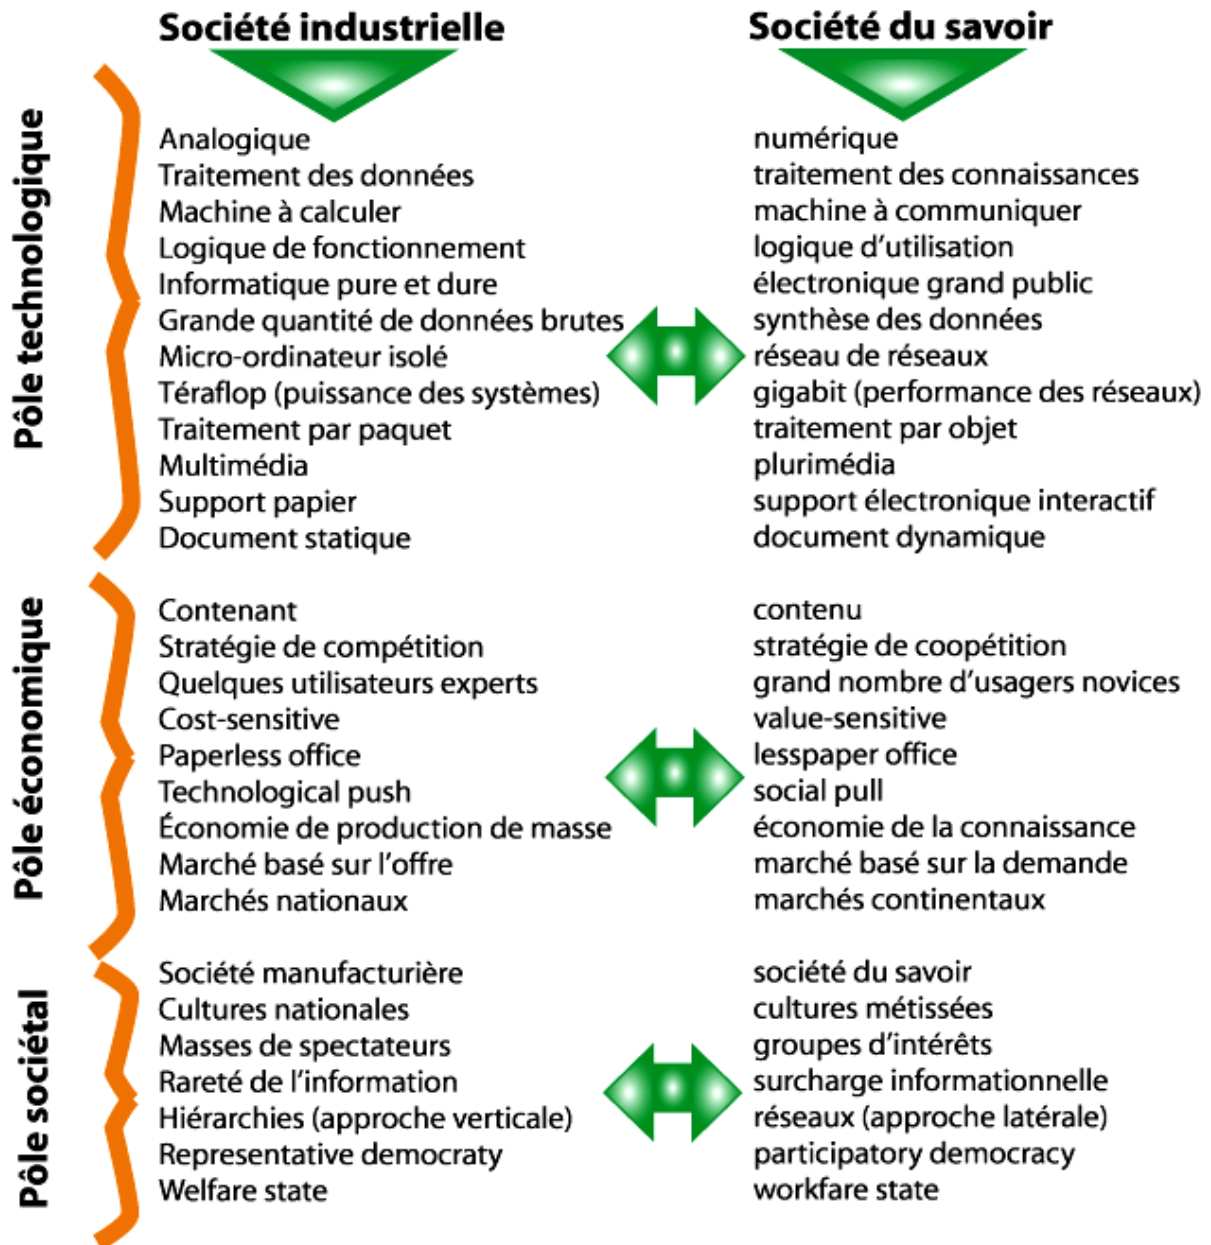 Société industrielle
Société du savoir
Pôle technologique
Analogique
numérique
Traitement des données
traitement des connaissances
Machine à calculer
machine à communiquer
Logique de fonctionnement
logique d’utilisation
Informatique pure et dure
électronique grand public
Grande quantité de données brutes
synthèse des données
Micro-ordinateur isolé
réseau de réseaux
Téraflop (puissance des systèmes)
gigabit (performance des réseaux)
Traitement par paquet
traitement par objet
Multimédia
plurimédia
Support papier
support électronique interactif
Document statique
document dynamique
Pôle économique
Contenant
contenu
Stratégie de compétition
stratégie de coopétition
Quelques utilisateurs experts
grand nombre d’usagers novices
Cost-sensitive
value-sensitive
Paperless office
lesspaper office
Technological push
social pull
Économie de production de masse
économie de la connaissance
Marché basé sur l’offre
marché basé sur la demande
Marchés nationaux
marchés continentaux
Pôle sociétal
Société manufacturière
société du savoir
Cultures nationales
cultures métissées
Masses de spectateurs
groupes d’intérêts
Rareté de l’information
surcharge informationnelle
Hiérarchies (approche verticale)
réseaux (approche latérale)
Representative democraty
participatory democracy
Welfare state
workfare state